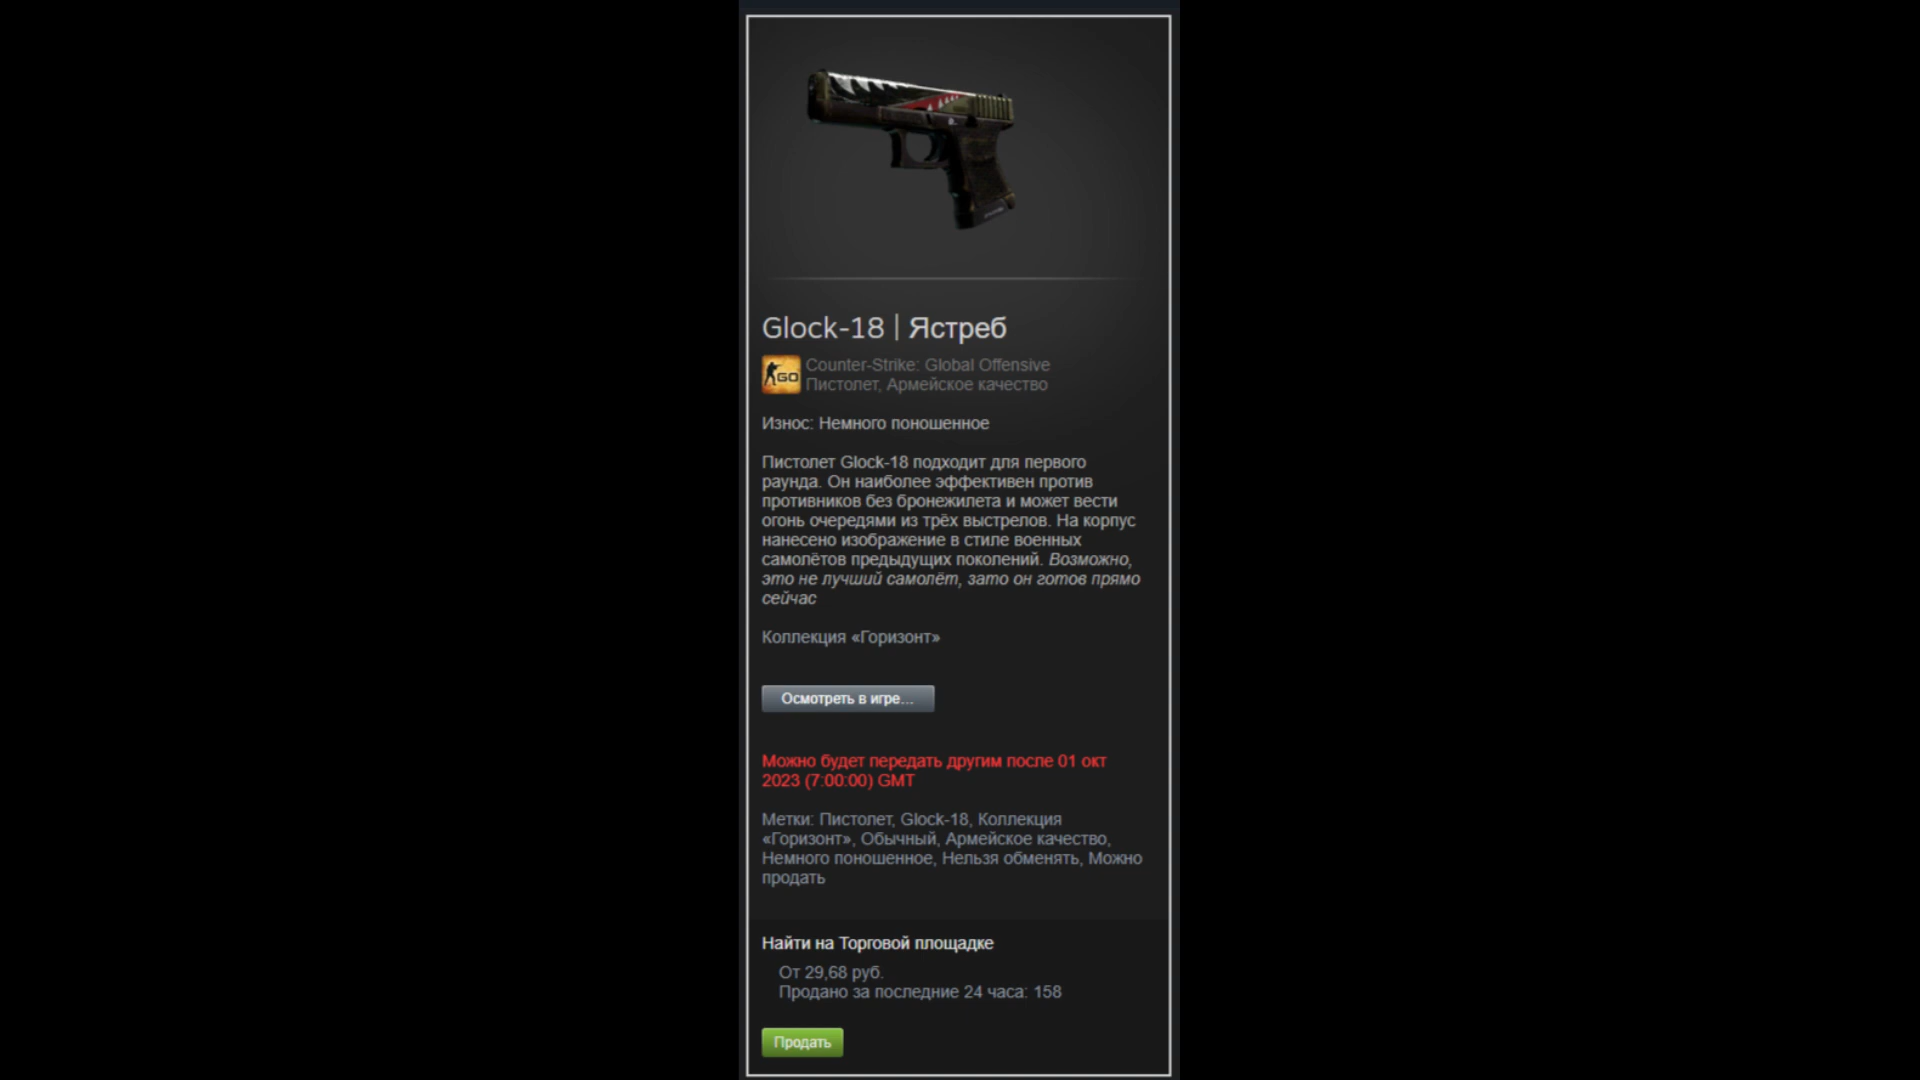 Glock-18 | Ястреб
GO
Counter-Strike: Global Offensive
Пистолет, Армейское качество
Износ: Немного поношенное
Пистолет Glock-18 подходит для первого
раунда. Он наиболее эффективен против
противников без бронежилета и может вести
огонь очередями из трёх выстрелов. На корпус
нанесено изображение в стиле военных
самолётов предыдущих поколений. Возможно,
это не лучший самолёт, зато он готов прямо
сейчас
Коллекция «Горизонт»
Осмотреть в игре...
Можно будет передать другим после 01 окт
2023 (7:00:00) GMT
Метки: Пистолет, Glock-18, Коллекция
«Горизонт», Обычный, Армейское качество,
Немного поношенное, Нельзя обменять, Можно
продать
Найти на Торговой площадке
От 29,68 руб.
Продано за последние 24 часа: 158
Продать